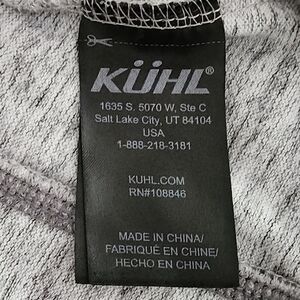 KÜHL®
1635 S. 5070 W, Ste C
Salt Lake City, UT 84104
USA
1-888-218-3181
KUHL.COM
RN#108846
MADE IN CHINA/
FABRIQUÉ EN CHINE/
HECHO EN CHINA